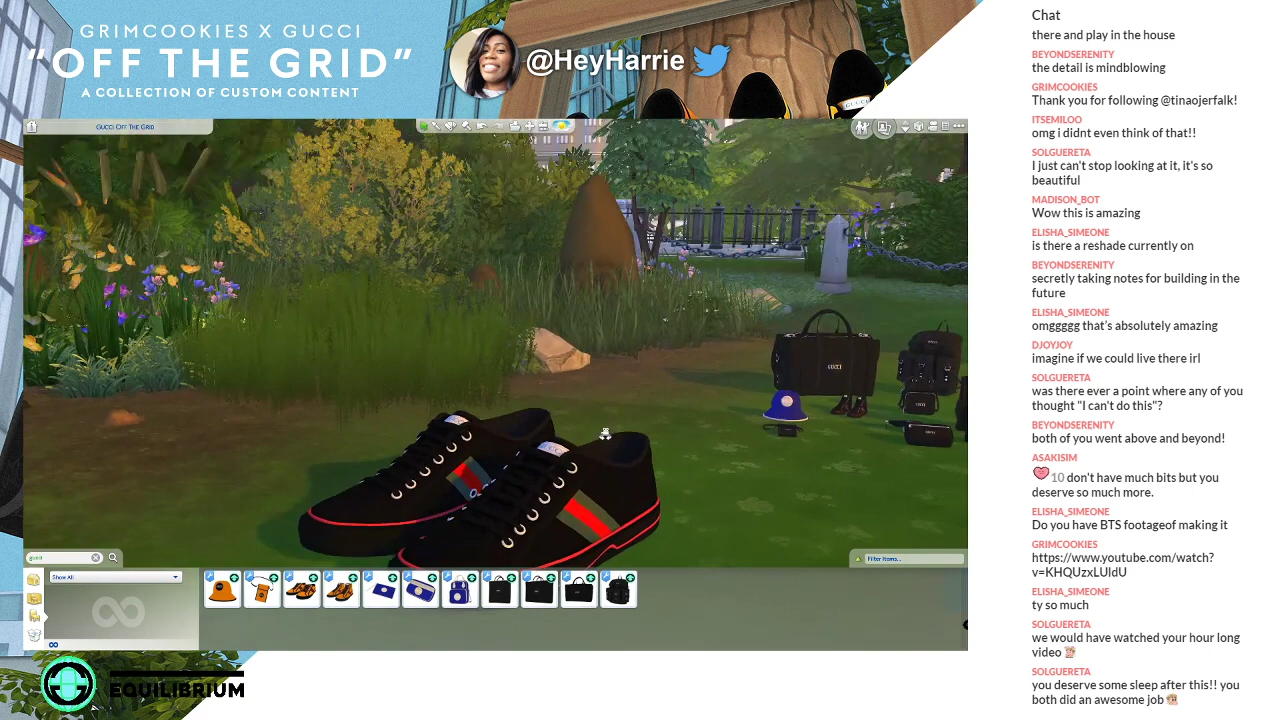 GRIMCOOKIES X GUCCI
“OFF THE GRID”
A COLLECTION OF CUSTOM CONTENT
@HeyHarrie
GUCCI OFF THE GRID
gucci
Show All
Filter Items...
GUCCI
EQUILIBRIUM
Chat
there and play in the house
BEYONDSERENITY
the detail is mindblowing
GRIMCOOKIES
Thank you for following @tinaojerfalk!
ITSEMILOO
omg i didnt even think of that!!
SOLGUERETA
I just can't stop looking at it, it's so
beautiful
MADISON_BOT
Wow this is amazing
ELISHA_SIMEONE
is there a reshade currently on
BEYONDSERENITY
secretly taking notes for building in the
future
ELISHA_SIMEONE
omggggg that’s absolutely amazing
DJOYJOY
imagine if we could live there irl
SOLGUERETA
was there ever a point where any of you
thought "I can't do this"?
BEYONDSERENITY
both of you went above and beyond!
ASAKISIM
10 don't have much bits but you
deserve so much more.
ELISHA_SIMEONE
Do you have BTS footageof making it
GRIMCOOKIES
https://www.youtube.com/watch?
v=KHQUzxLUIdU
ELISHA_SIMEONE
ty so much
SOLGUERETA
we would have watched your hour long
video
SOLGUERETA
you deserve some sleep after this!! you
both did an awesome job